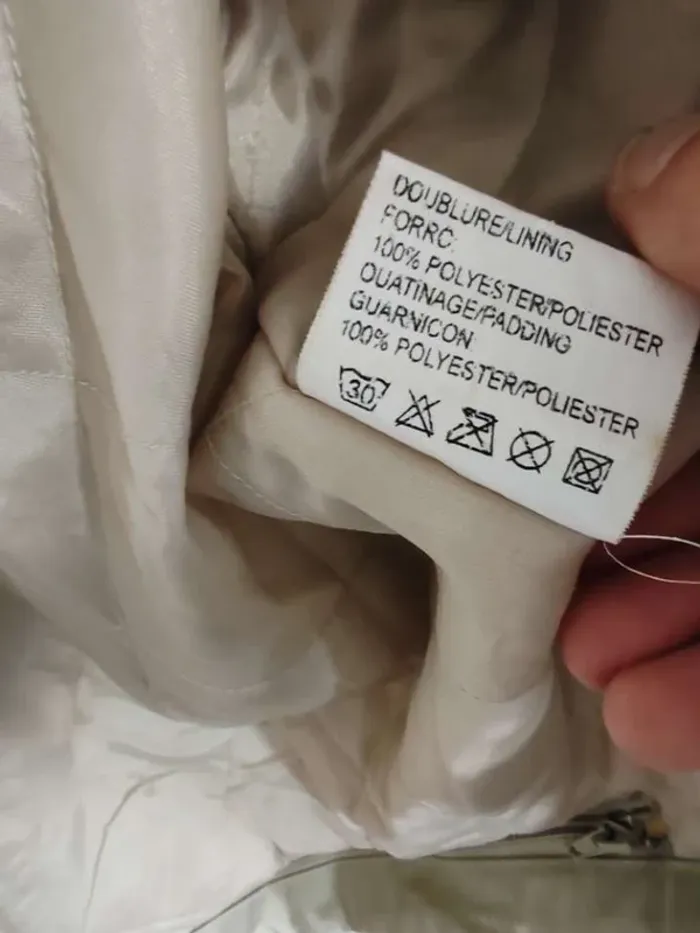 DOUBLURE/LINING
FORRO:
100% POLYESTER/POLIESTER
OUATINAGE/PADDING
GUARNICON:
100% POLYESTER/POLIESTER
30